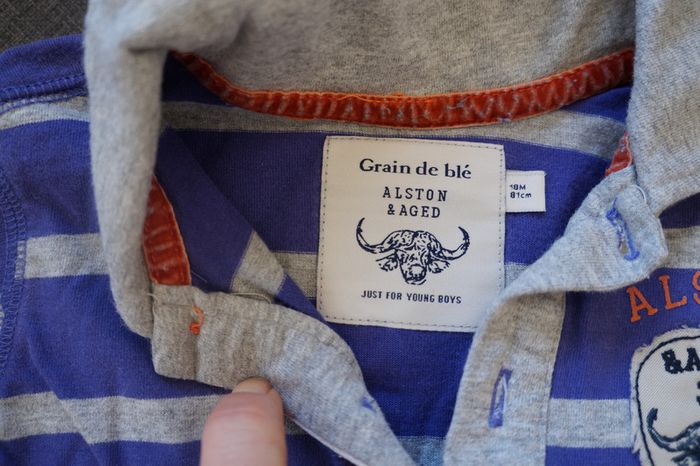 Grain de blé
ALSTON
& AGED
JUST FOR YOUNG BOYS
18M
81cm
ALS
&A